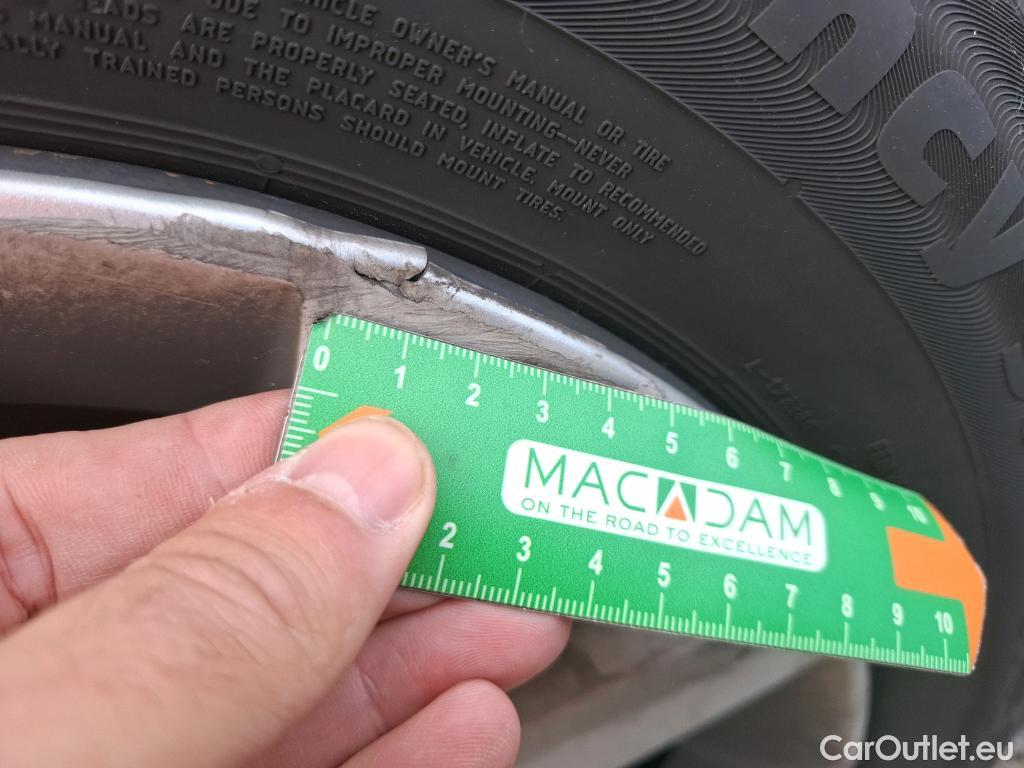 VEHICLE OWNER'S MANUAL OR TIRE
DUE TO IMPROPER MOUNTING—NEVER
BEADS ARE PROPERLY SEATED, INFLATE TO RECOMMENDED
MANUAL AND THE PLACARD IN VEHICLE. MOUNT ONLY
TRAINED PERSONS SHOULD MOUNT TIRES.
ncy
0 1 2 3 4 5 6 7 8 9 10
MACADAM
ON THE ROAD TO EXCELLENCE
2 3 4 5 6 7 8 9 10
CarOutlet.eu